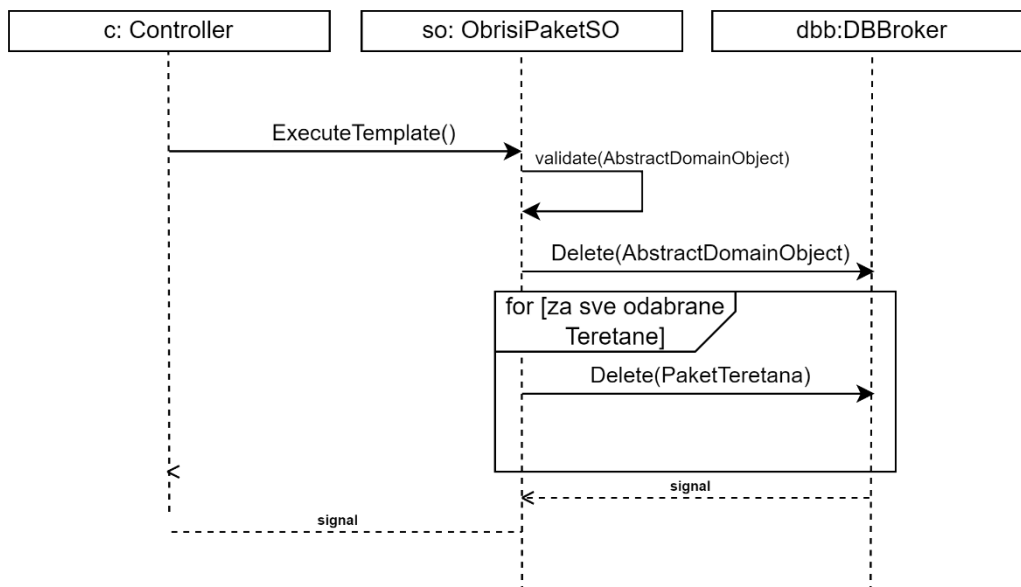 c: Controller
so: ObrisiPaketSO
dbb:DBBroker
ExecuteTemplate()
validate(AbstractDomainObject)
Delete(AbstractDomainObject)
for [za sve odabrane
Teretane]
Delete(PaketTeretana)
signal
signal